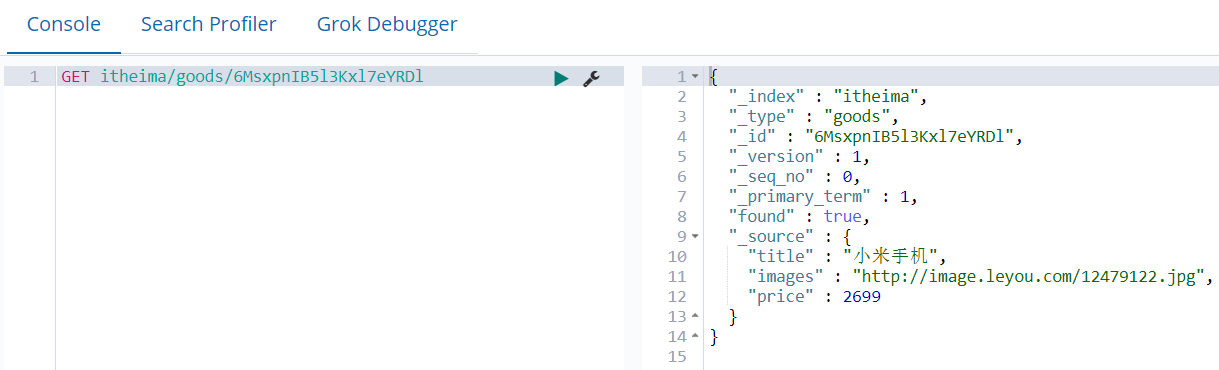 Console Search Profiler Grok Debugger
1 GET itheima/goods/6MsxpnIB5l3Kxl7eYRDl
1 {
2 "_index" : "itheima",
3 "_type" : "goods",
4 "_id" : "6MsxpnIB5l3Kxl7eYRDl",
5 "_version" : 1,
6 "_seq_no" : 0,
7 "_primary_term" : 1,
8 "found" : true,
9 "_source" : {
10 "title" : "小米手机",
11 "images" : "http://image.leyou.com/12479122.jpg",
12 "price" : 2699
13 }
14 }
15